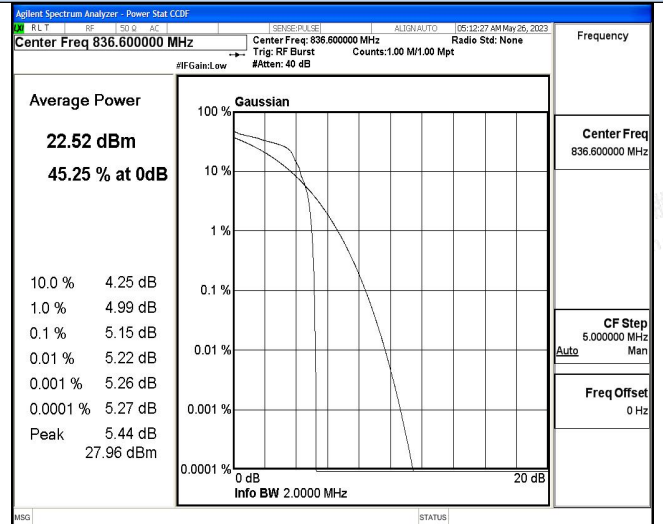 Agilent Spectrum Analyzer - Power Stat CCDF
LXI RLT RF 50 Ω AC SENSE:PULSE ALIGN AUTO 05:12:27 AM May 26, 2023
Center Freq 836.600000 MHz
Center Freq: 836.600000 MHz Radio Std: None
Trig: RF Burst Counts:1.00 M/1.00 Mpt
#IFGain:Low #Atten: 40 dB
Frequency
Average Power
22.52 dBm
45.25 % at 0dB
10.0 % 4.25 dB
1.0 % 4.99 dB
0.1 % 5.15 dB
0.01 % 5.22 dB
0.001 % 5.26 dB
0.0001 % 5.27 dB
Peak 5.44 dB
27.96 dBm
Gaussian
100 %
10 %
1 %
0.1 %
0.01 %
0.001 %
0.0001 %
0 dB 20 dB
Info BW 2.0000 MHz
Center Freq
836.600000 MHz
CF Step
5.000000 MHz
Auto Man
Freq Offset
0 Hz
MSG STATUS